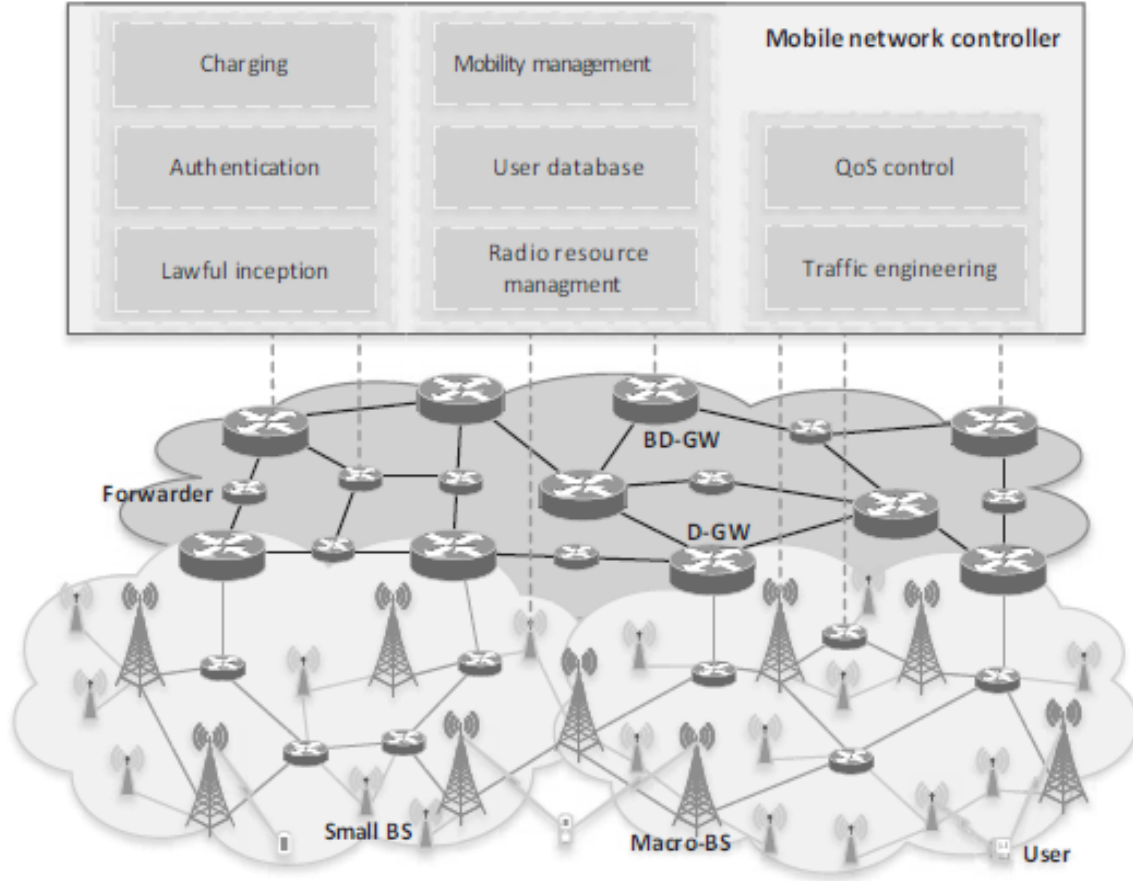 Mobile network controller
Charging
Mobility management
Authentication
User database
QoS control
Lawful inception
Radio resource
managment
Traffic engineering
BD-GW
Forwarder
D-GW
Small BS
Macro-BS
User